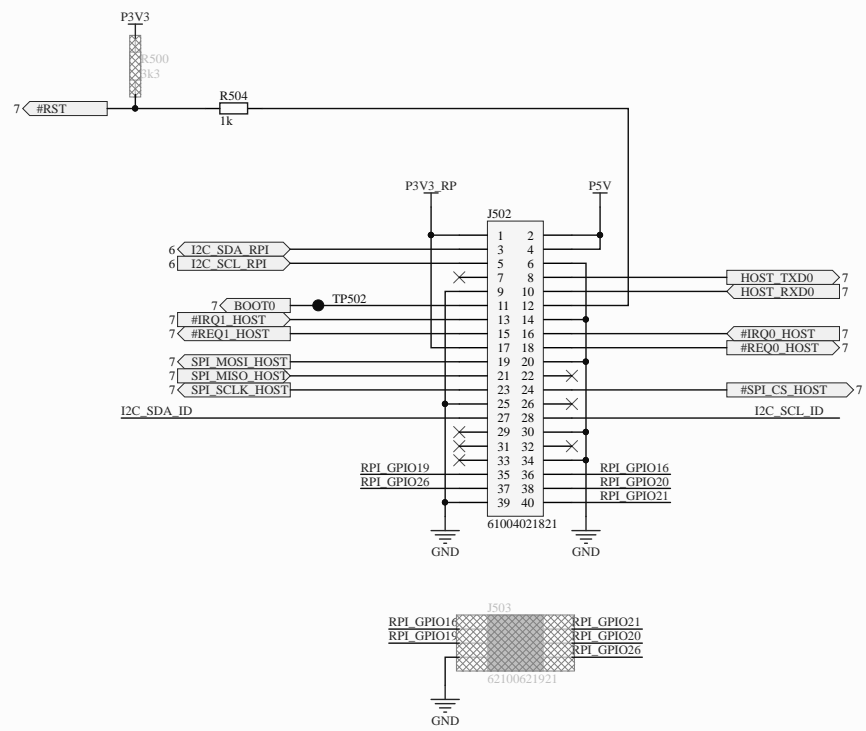 P3V3
R500
3k3
7 #RST
R504
1k
P3V3_RP
P5V
J502
1 2
6 I2C_SDA_RPI 3 4
6 I2C_SCL_RPI 5 6
7 8 HOST_TXD0 7
9 10 HOST_RXD0 7
7 BOOT0 TP502 11 12
7 #IRQ1_HOST 13 14
7 #REQ1_HOST 15 16 #IRQ0_HOST 7
17 18 #REQ0_HOST 7
7 SPI_MOSI_HOST 19 20
7 SPI_MISO_HOST 21 22
7 SPI_SCLK_HOST 23 24 #SPI_CS_HOST 7
25 26
I2C_SDA_ID 27 28 I2C_SCL_ID
29 30
31 32
33 34
RPI_GPIO19 35 36 RPI_GPIO16
RPI_GPIO26 37 38 RPI_GPIO20
39 40 RPI_GPIO21
61004021821
GND GND
J503
RPI_GPIO16 RPI_GPIO21
RPI_GPIO19 RPI_GPIO20
RPI_GPIO26
62100621921
GND